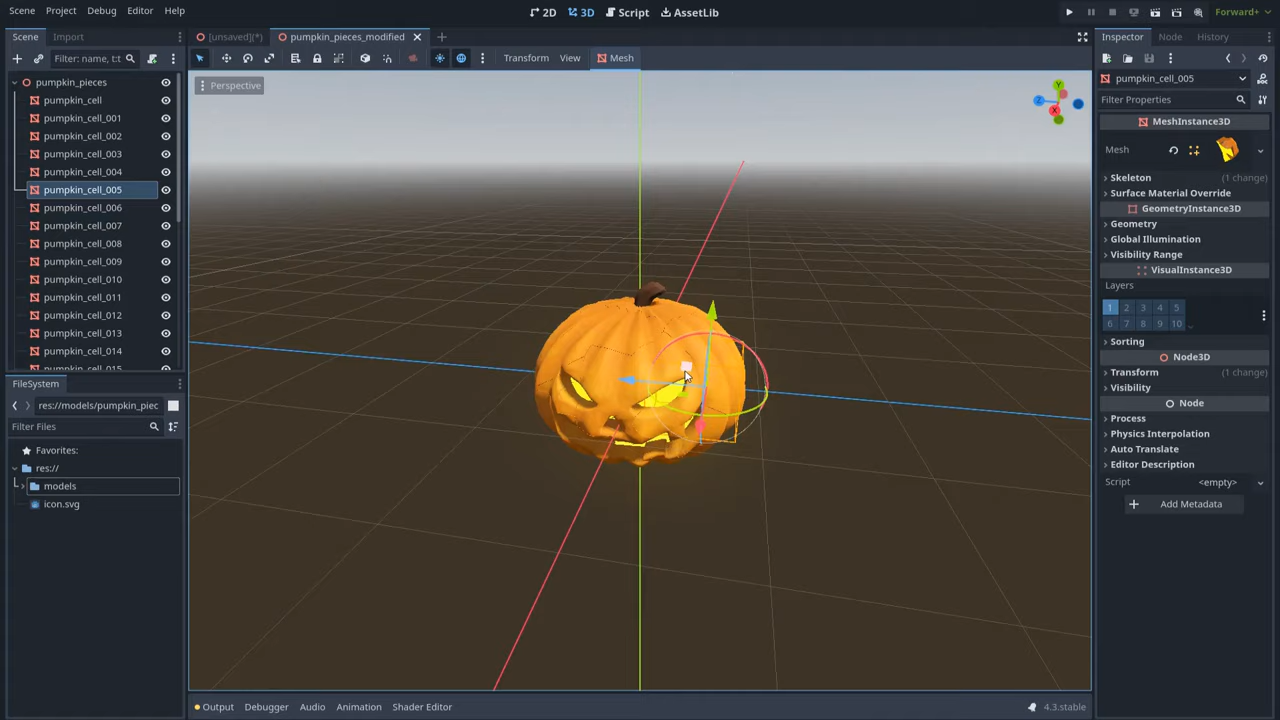 Scene Project Debug Editor Help
2D 3D Script AssetLib
Forward+
Scene Import
[unsaved](*) pumpkin_pieces_modified
Inspector Node History
Filter: name, t:t
Transform View Mesh
pumpkin_cell_005
Filter Properties
pumpkin_pieces
pumpkin_cell
pumpkin_cell_001
pumpkin_cell_002
pumpkin_cell_003
pumpkin_cell_004
pumpkin_cell_005
pumpkin_cell_006
pumpkin_cell_007
pumpkin_cell_008
pumpkin_cell_009
pumpkin_cell_010
pumpkin_cell_011
pumpkin_cell_012
pumpkin_cell_013
pumpkin_cell_014
pumpkin_cell_015
FileSystem
res://models/pumpkin_piec
Filter Files
Favorites:
res://
models
icon.svg
Perspective
Y
Z
X
MeshInstance3D
Mesh
Skeleton (1 change)
Surface Material Override
GeometryInstance3D
Geometry
Global Illumination
Visibility Range
VisualInstance3D
Layers
1 2 3 4 5
6 7 8 9 10
Sorting
Node3D
Transform (1 change)
Visibility
Node
Process
Physics Interpolation
Auto Translate
Editor Description
Script <empty>
Add Metadata
Output Debugger Audio Animation Shader Editor
4.3.stable